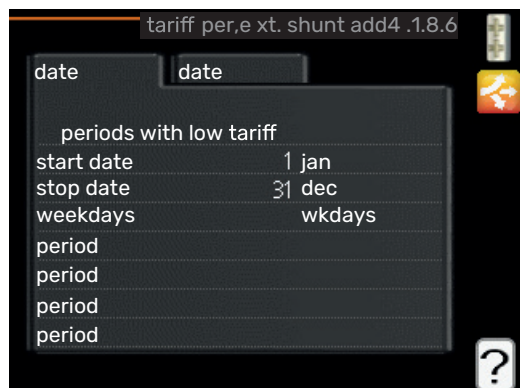 tariff per,e xt. shunt add4 .1.8.6
date date
periods with low tariff
start date 1 jan
stop date 31 dec
weekdays wkdays
period
period
period
period
?